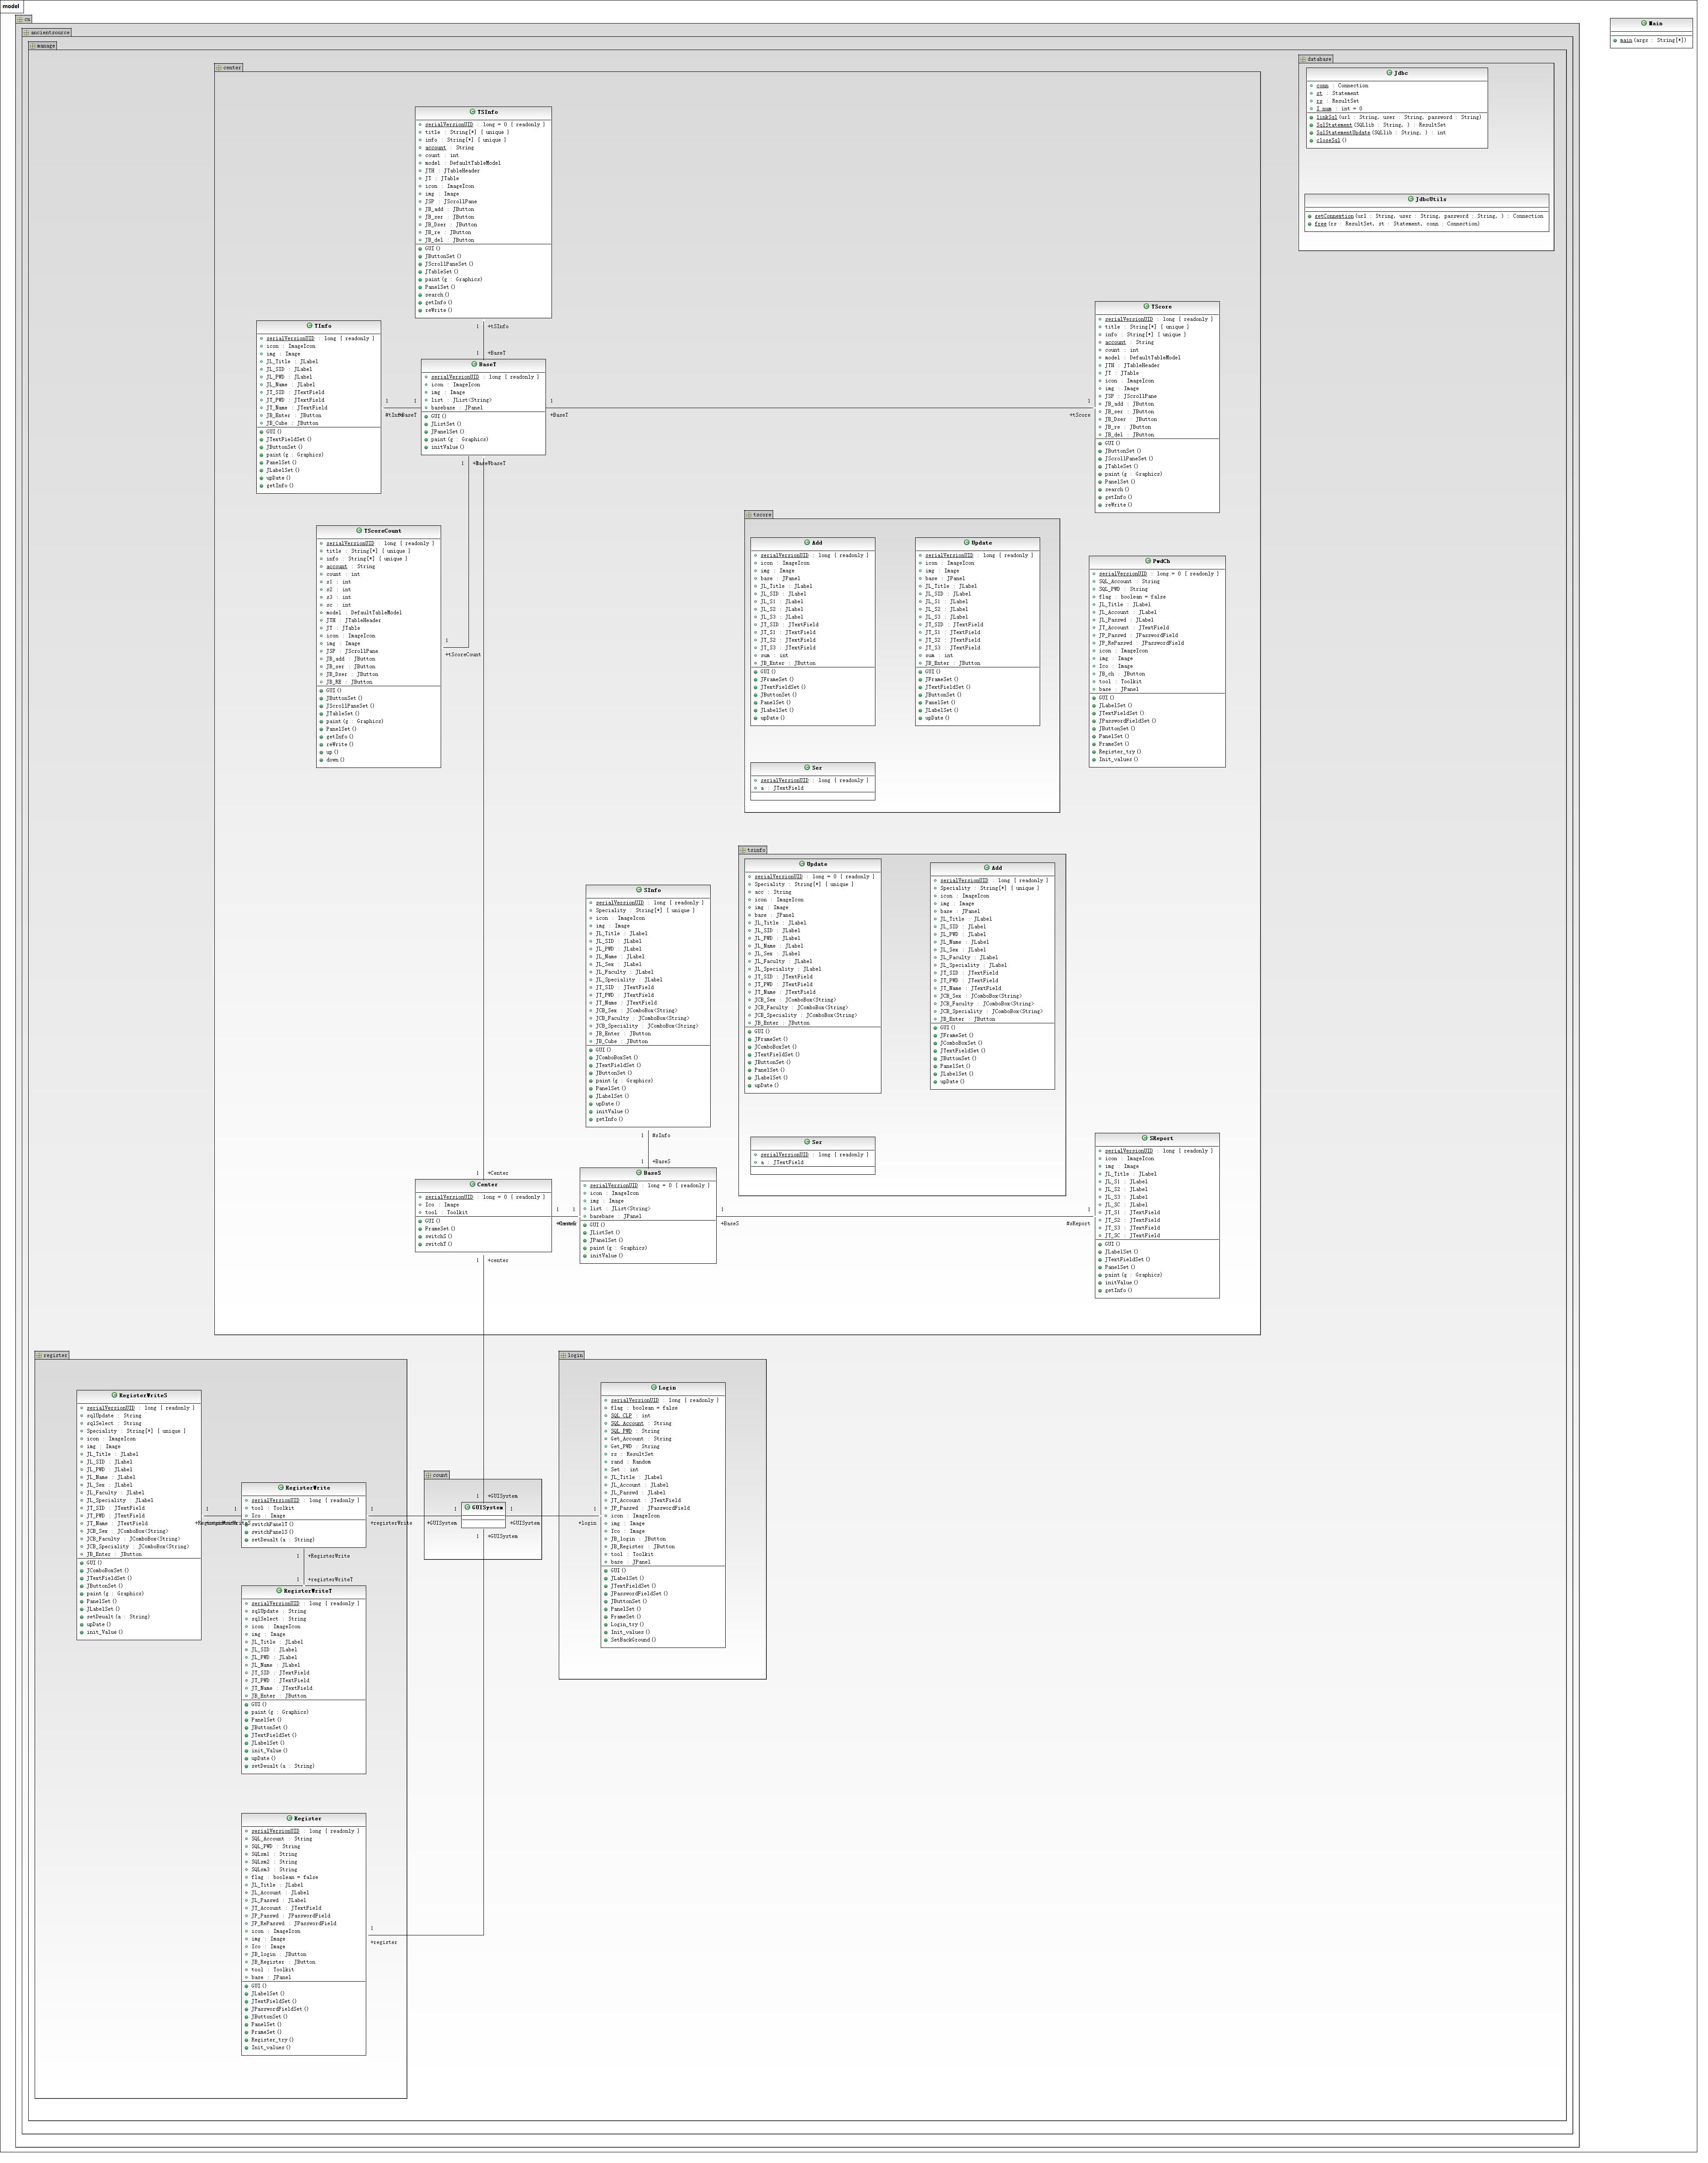 model
cn
ancientsource
manage
center
TSInfo
serialVersionUID : long = 0 { readonly }
title : String[*] { unique }
info : String[*] { unique }
account : String
count : int
model : DefaultTableModel
JTH : JTableHeader
JT : JTable
icon : ImageIcon
img : Image
JSP : JScrollPane
JB_add : JButton
JB_ser : JButton
JB_Dser : JButton
JB_re : JButton
JB_del : JButton
GUI()
JButtonSet()
JScrollPaneSet()
JTableSet()
paint(g : Graphics)
PanelSet()
search()
getInfo()
reWrite()
1 +tSInfo
1 +BaseT
TInfo
serialVersionUID : long { readonly }
icon : ImageIcon
img : Image
JL_Title : JLabel
JL_SID : JLabel
JL_PWD : JLabel
JL_Name : JLabel
JT_SID : JTextField
JT_PWD : JTextField
JT_Name : JTextField
JB_Enter : JButton
JB_Cube : JButton
GUI()
JTextFieldSet()
JButtonSet()
paint(g : Graphics)
PanelSet()
JLabelSet()
upDate()
getInfo()
1 1
BaseT
serialVersionUID : long { readonly }
icon : ImageIcon
img : Image
list : JList<String>
basebase : JPanel
GUI()
JListSet()
JPanelSet()
paint(g : Graphics)
initValue()
1
+BaseT
1
+tScore
1
TScore
serialVersionUID : long { readonly }
title : String[*] { unique }
info : String[*] { unique }
account : String
count : int
model : DefaultTableModel
JTH : JTableHeader
JT : JTable
icon : ImageIcon
img : Image
JSP : JScrollPane
JB_add : JButton
JB_ser : JButton
JB_Dser : JButton
JB_re : JButton
JB_del : JButton
GUI()
JButtonSet()
JScrollPaneSet()
JTableSet()
paint(g : Graphics)
PanelSet()
search()
getInfo()
reWrite()
TScoreCount
serialVersionUID : long { readonly }
title : String[*] { unique }
info : String[*] { unique }
account : String
count : int
s1 : int
s2 : int
s3 : int
sc : int
model : DefaultTableModel
JTH : JTableHeader
JT : JTable
icon : ImageIcon
img : Image
JSP : JScrollPane
JB_add : JButton
JB_ser : JButton
JB_Dser : JButton
JB_RE : JButton
GUI()
JButtonSet()
JScrollPaneSet()
JTableSet()
paint(g : Graphics)
PanelSet()
getInfo()
reWrite()
up()
down()
1
+tScoreCount
tscore
Add
serialVersionUID : long { readonly }
icon : ImageIcon
img : Image
base : JPanel
JL_Title : JLabel
JL_SID : JLabel
JL_S1 : JLabel
JL_S2 : JLabel
JL_S3 : JLabel
JT_SID : JTextField
JT_S1 : JTextField
JT_S2 : JTextField
JT_S3 : JTextField
sum : int
JB_Enter : JButton
GUI()
JFrameSet()
JTextFieldSet()
JButtonSet()
PanelSet()
JLabelSet()
upDate()
Update
serialVersionUID : long { readonly }
icon : ImageIcon
img : Image
base : JPanel
JL_Title : JLabel
JL_SID : JLabel
JL_S1 : JLabel
JL_S2 : JLabel
JL_S3 : JLabel
JT_SID : JTextField
JT_S1 : JTextField
JT_S2 : JTextField
JT_S3 : JTextField
sum : int
JB_Enter : JButton
GUI()
JFrameSet()
JTextFieldSet()
JButtonSet()
PanelSet()
JLabelSet()
upDate()
Ser
serialVersionUID : long { readonly }
a : JTextField
PwdCh
serialVersionUID : long = 0 { readonly }
SQL_Account : String
SQL_PWD : String
flag : boolean = false
JL_Title : JLabel
JL_Account : JLabel
JL_Passwd : JLabel
JT_Account : JTextField
JP_Passwd : JPasswordField
JP_RePasswd : JPasswordField
icon : ImageIcon
img : Image
Ico : Image
JB_ch : JButton
tool : Toolkit
base : JPanel
GUI()
JLabelSet()
JTextFieldSet()
JPasswordFieldSet()
JButtonSet()
PanelSet()
FrameSet()
Register_try()
Init_values()
tsinfo
Update
serialVersionUID : long = 0 { readonly }
Speciality : String[*] { unique }
acc : String
icon : ImageIcon
img : Image
base : JPanel
JL_Title : JLabel
JL_SID : JLabel
JL_PWD : JLabel
JL_Name : JLabel
JL_Sex : JLabel
JL_Faculty : JLabel
JL_Speciality : JLabel
JT_SID : JTextField
JT_PWD : JTextField
JT_Name : JTextField
JCB_Sex : JComboBox<String>
JCB_Faculty : JComboBox<String>
JCB_Speciality : JComboBox<String>
JB_Enter : JButton
GUI()
JFrameSet()
JComboBoxSet()
JTextFieldSet()
JButtonSet()
PanelSet()
JLabelSet()
upDate()
Add
serialVersionUID : long { readonly }
Speciality : String[*] { unique }
icon : ImageIcon
img : Image
base : JPanel
JL_Title : JLabel
JL_SID : JLabel
JL_PWD : JLabel
JL_Name : JLabel
JL_Sex : JLabel
JL_Faculty : JLabel
JL_Speciality : JLabel
JT_SID : JTextField
JT_PWD : JTextField
JT_Name : JTextField
JCB_Sex : JComboBox<String>
JCB_Faculty : JComboBox<String>
JCB_Speciality : JComboBox<String>
JB_Enter : JButton
GUI()
JFrameSet()
JComboBoxSet()
JTextFieldSet()
JButtonSet()
PanelSet()
JLabelSet()
upDate()
Ser
serialVersionUID : long { readonly }
a : JTextField
SInfo
serialVersionUID : long { readonly }
Speciality : String[*] { unique }
icon : ImageIcon
img : Image
JL_Title : JLabel
JL_SID : JLabel
JL_PWD : JLabel
JL_Name : JLabel
JL_Sex : JLabel
JL_Faculty : JLabel
JL_Speciality : JLabel
JT_SID : JTextField
JT_PWD : JTextField
JT_Name : JTextField
JCB_Sex : JComboBox<String>
JCB_Faculty : JComboBox<String>
JCB_Speciality : JComboBox<String>
JB_Enter : JButton
JB_Cube : JButton
GUI()
JComboBoxSet()
JTextFieldSet()
JButtonSet()
paint(g : Graphics)
PanelSet()
JLabelSet()
upDate()
initValue()
getInfo()
1 #sInfo
1 +BaseS
1 +Center
Center
serialVersionUID : long = 0 { readonly }
Ico : Image
tool : Toolkit
GUI()
FrameSet()
switchS()
switchT()
1 1
1 +center
BaseS
serialVersionUID : long = 0 { readonly }
icon : ImageIcon
img : Image
list : JList<String>
basebase : JPanel
GUI()
JListSet()
JPanelSet()
paint(g : Graphics)
initValue()
1
+BaseS
1
#sReport
SReport
serialVersionUID : long { readonly }
icon : ImageIcon
img : Image
JL_Title : JLabel
JL_S1 : JLabel
JL_S2 : JLabel
JL_S3 : JLabel
JL_SC : JLabel
JT_S1 : JTextField
JT_S2 : JTextField
JT_S3 : JTextField
JT_SC : JTextField
GUI()
JLabelSet()
JTextFieldSet()
PanelSet()
paint(g : Graphics)
initValue()
getInfo()
database
Jdbc
conn : Connection
st : Statement
rs : ResultSet
I_num : int = 0
linkSql(url : String, user : String, password : String)
SqlStatement(SQLlib : String, ) : ResultSet
SqlStatementUpdate(SQLlib : String, ) : int
closeSql()
JdbcUtils
getConnextion(url : String, user : String, password : String, ) : Connection
free(rs : ResultSet, st : Statement, conn : Connection)
Main
main(args : String[*])
register
RegisterWriteS
serialVersionUID : long { readonly }
sqlUpdate : String
sqlSelect : String
Speciality : String[*] { unique }
icon : ImageIcon
img : Image
JL_Title : JLabel
JL_SID : JLabel
JL_PWD : JLabel
JL_Name : JLabel
JL_Sex : JLabel
JL_Faculty : JLabel
JL_Speciality : JLabel
JT_SID : JTextField
JT_PWD : JTextField
JT_Name : JTextField
JCB_Sex : JComboBox<String>
JCB_Faculty : JComboBox<String>
JCB_Speciality : JComboBox<String>
JB_Enter : JButton
GUI()
JComboBoxSet()
JTextFieldSet()
JButtonSet()
paint(g : Graphics)
PanelSet()
JLabelSet()
setDeualt(a : String)
upDate()
init_Value()
1 1
RegisterWrite
serialVersionUID : long { readonly }
tool : Toolkit
Ico : Image
switchPanelT()
switchPanelS()
setDeualt(a : String)
1
+registerWrite
1 +RegisterWrite
1 +registerWriteT
RegisterWriteT
serialVersionUID : long { readonly }
sqlUpdate : String
sqlSelect : String
icon : ImageIcon
img : Image
JL_Title : JLabel
JL_SID : JLabel
JL_PWD : JLabel
JL_Name : JLabel
JT_SID : JTextField
JT_PWD : JTextField
JT_Name : JTextField
JB_Enter : JButton
GUI()
paint(g : Graphics)
PanelSet()
JButtonSet()
JTextFieldSet()
JLabelSet()
init_Value()
upDate()
setDeualt(a : String)
Register
serialVersionUID : long { readonly }
SQL_Account : String
SQL_PWD : String
SQLsm1 : String
SQLsm2 : String
SQLsm3 : String
flag : boolean = false
JL_Title : JLabel
JL_Account : JLabel
JL_Passwd : JLabel
JT_Account : JTextField
JP_Passwd : JPasswordField
JP_RePasswd : JPasswordField
icon : ImageIcon
img : Image
Ico : Image
JB_login : JButton
JB_Register : JButton
tool : Toolkit
base : JPanel
GUI()
JLabelSet()
JTextFieldSet()
JPasswordFieldSet()
JButtonSet()
PanelSet()
FrameSet()
Register_try()
Init_values()
1
+register
count
1 +GUISystem
GUISystem
1 1
+GUISystem +GUISystem
1 +GUISystem
login
1
+login
Login
serialVersionUID : long { readonly }
flag : boolean = false
SQL_CLP : int
SQL_Account : String
SQL_PWD : String
Get_Account : String
Get_PWD : String
rs : ResultSet
rand : Random
Set : int
JL_Title : JLabel
JL_Account : JLabel
JL_Passwd : JLabel
JT_Account : JTextField
JP_Passwd : JPasswordField
icon : ImageIcon
img : Image
Ico : Image
JB_login : JButton
JB_Register : JButton
tool : Toolkit
base : JPanel
GUI()
JLabelSet()
JTextFieldSet()
JPasswordFieldSet()
JButtonSet()
PanelSet()
FrameSet()
Login_try()
Init_values()
SetBackGround()